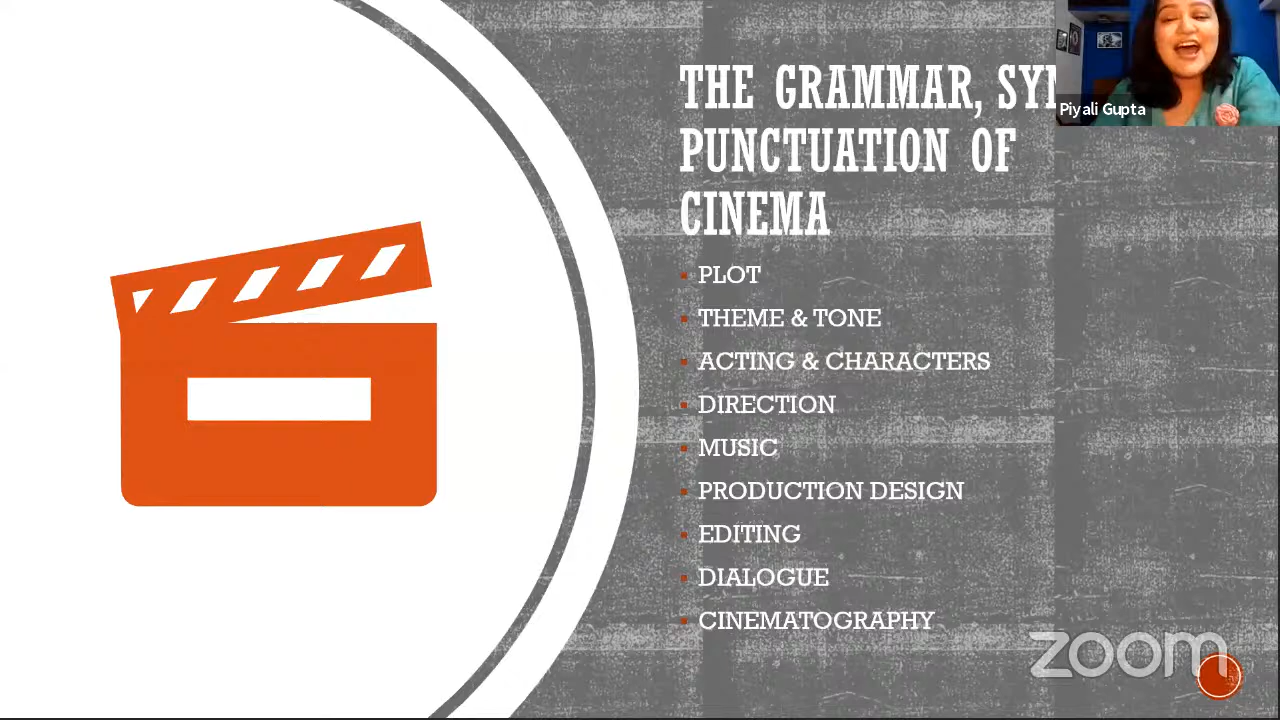 THE GRAMMAR,
PUNCTUATION OF
CINEMA
Piyali Gupta
PLOT
THEME & TONE
ACTING & CHARACTERS
DIRECTION
MUSIC
PRODUCTION DESIGN
EDITING
DIALOGUE
CINEMATOGRAPHY
zoom